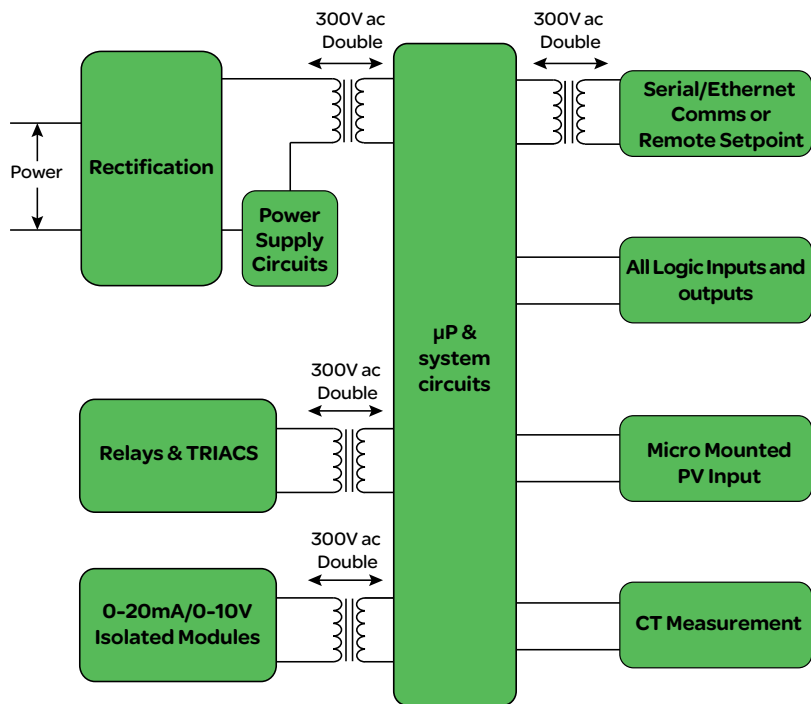 300V ac
Double
300V ac
Double
Power
Rectification
Power
Supply
Circuits
Serial/Ethernet
Comms or
Remote Setpoint
All Logic Inputs and
outputs
µP &
system
circuits
300V ac
Double
Relays & TRIACS
Micro Mounted
PV Input
300V ac
Double
0-20mA/0-10V
Isolated Modules
CT Measurement